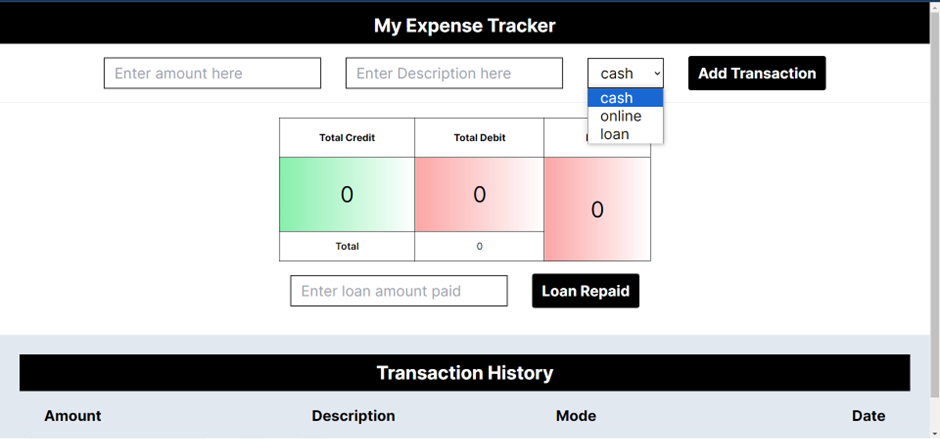 My Expense Tracker
Enter amount here
Enter Description here
cash
Add Transaction
cash
online
loan
Total Credit
Total Debit
0
0
0
Total
0
Enter loan amount paid
Loan Repaid
Transaction History
Amount
Description
Mode
Date